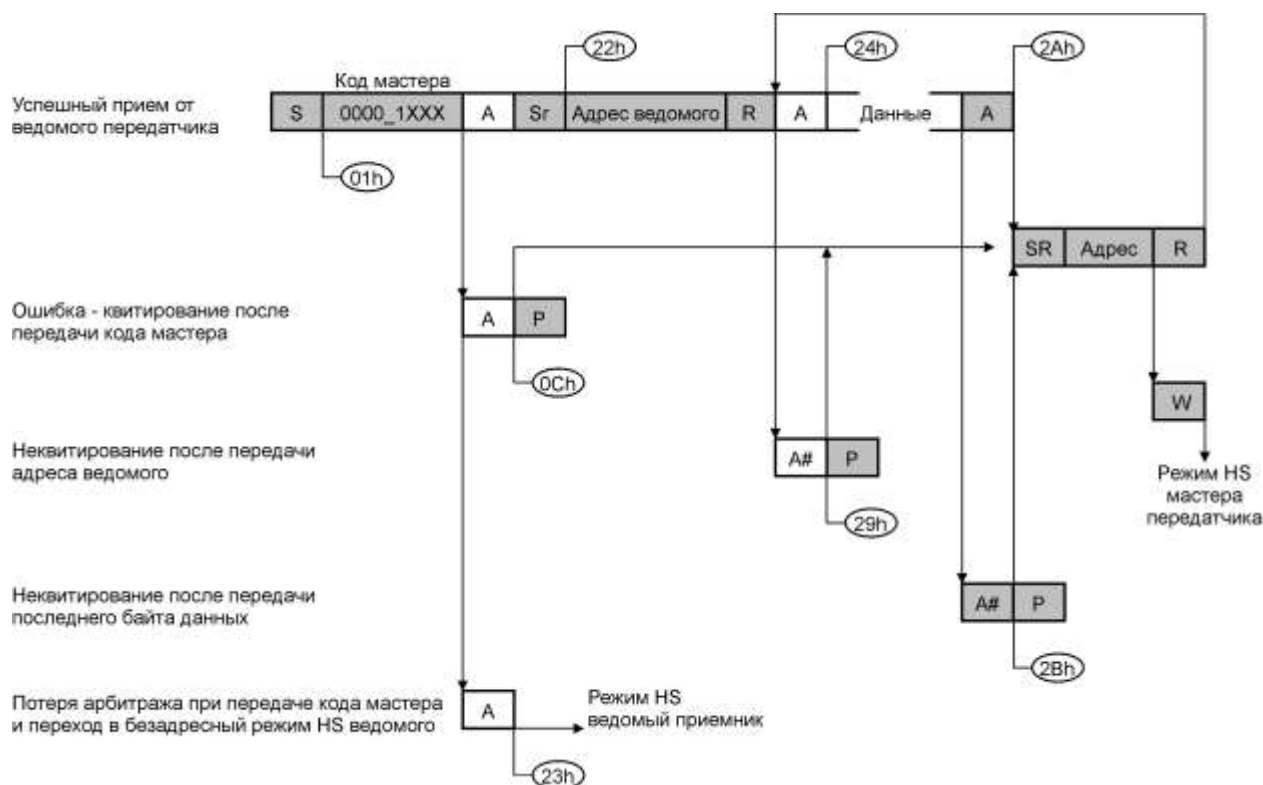 22h
24h
2Ah
Код мастера
Успешный прием от
ведомого передатчика
S
0000_1XXX
A
Sr
Адрес ведомого
R
A
Данные
A
01h
SR
Адрес
R
Ошибка - квитирование после
передачи кода мастера
A
P
0Ch
W
Неквитирование после передачи
адреса ведомого
A#
P
Режим HS
мастера
передатчика
29h
Неквитирование после передачи
последнего байта данных
A#
P
2Bh
Потеря арбитража при передаче кода мастера
и переход в безадресный режим HS ведомого
A
Режим HS
ведомый приемник
23h